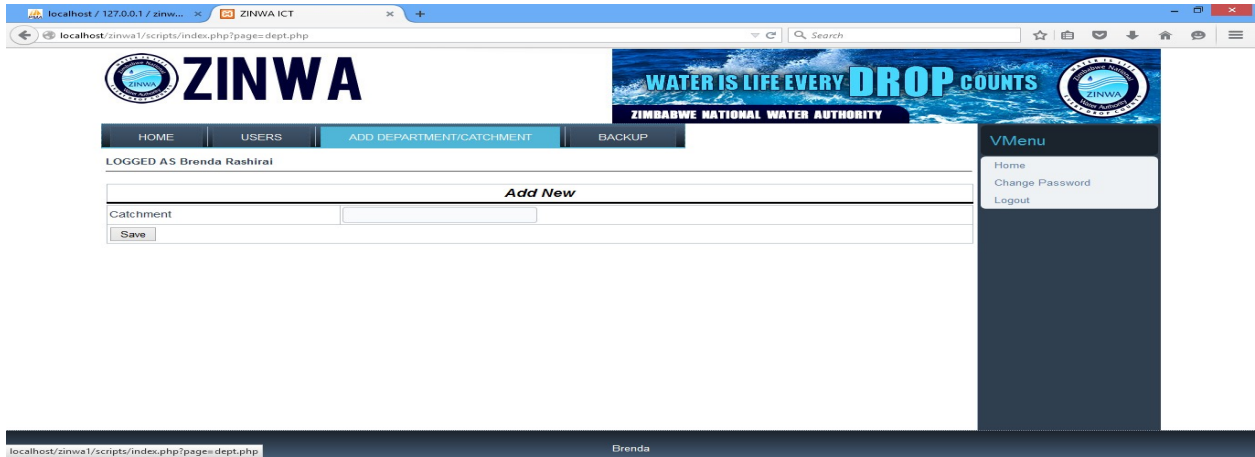 localhost / 127.0.0.1 / zinw...
ZINWA ICT
localhost/zinwa1/scripts/index.php?page=dept.php
Search
ZINWA
ZINWA
WATER IS LIFE EVERY DROP COUNTS
ZIMBABWE NATIONAL WATER AUTHORITY
ZINWA
HOME
USERS
ADD DEPARTMENT/CATCHMENT
BACKUP
VMenu
LOGGED AS Brenda Rashirai
Home
Change Password
Logout
Add New
Catchment
Save
Brenda
localhost/zinwa1/scripts/index.php?page=dept.php